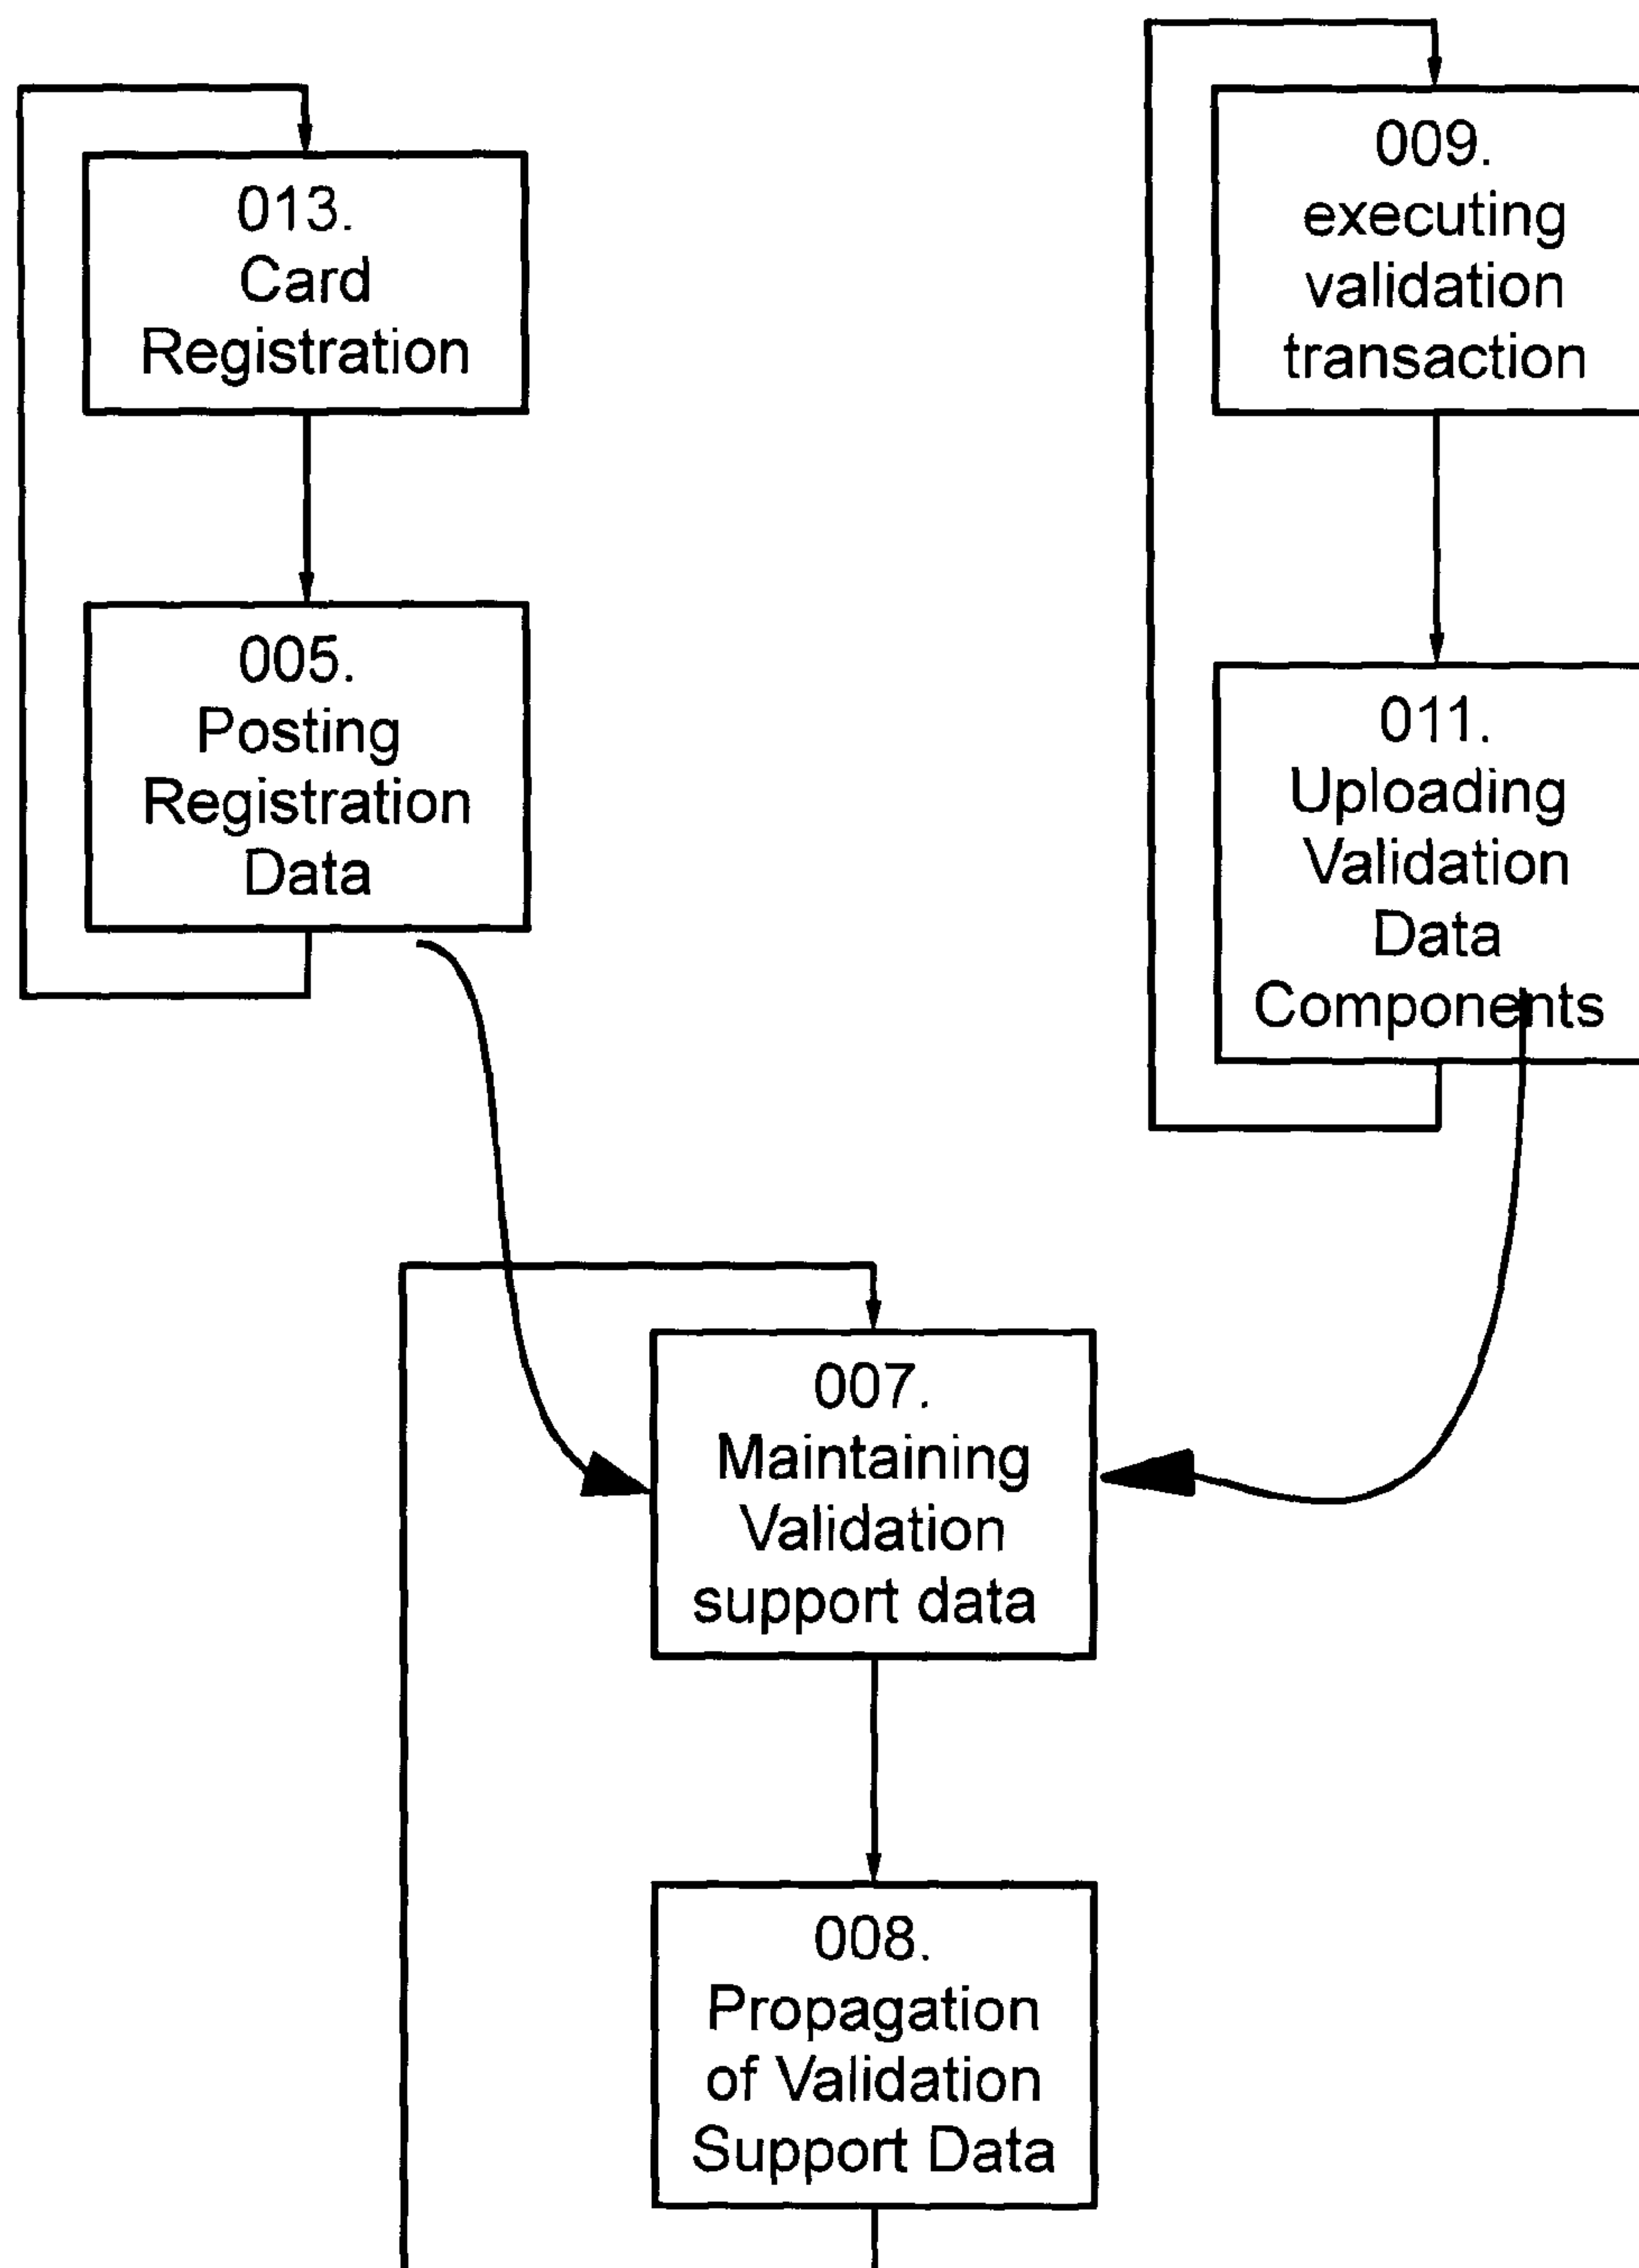 013.
Card
Registration
005.
Posting
Registration
Data
009.
executing
validation
transaction
011.
Uploading
Validation
Data
Components
007.
Maintaining
Validation
support data
008.
Propagation
of Validation
Support Data